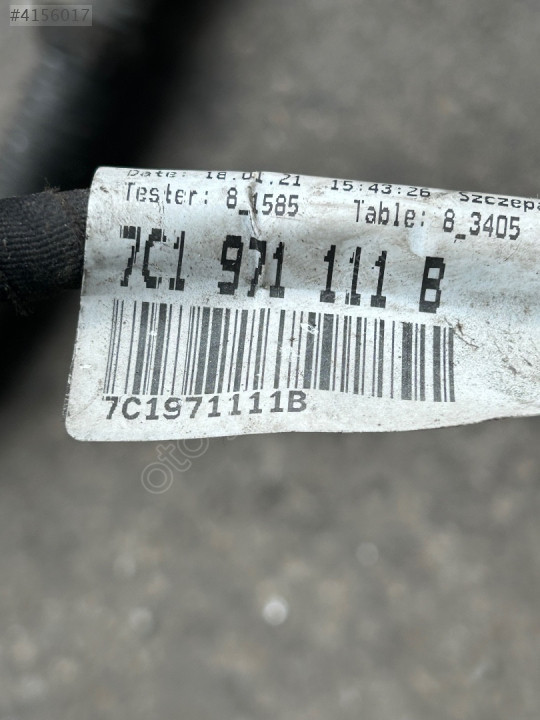 #4156017
Date: 18.01.21 15:43:26
Tester: 8_1585 Table: 8_3405
7C1 971 111 B
7C1971111B